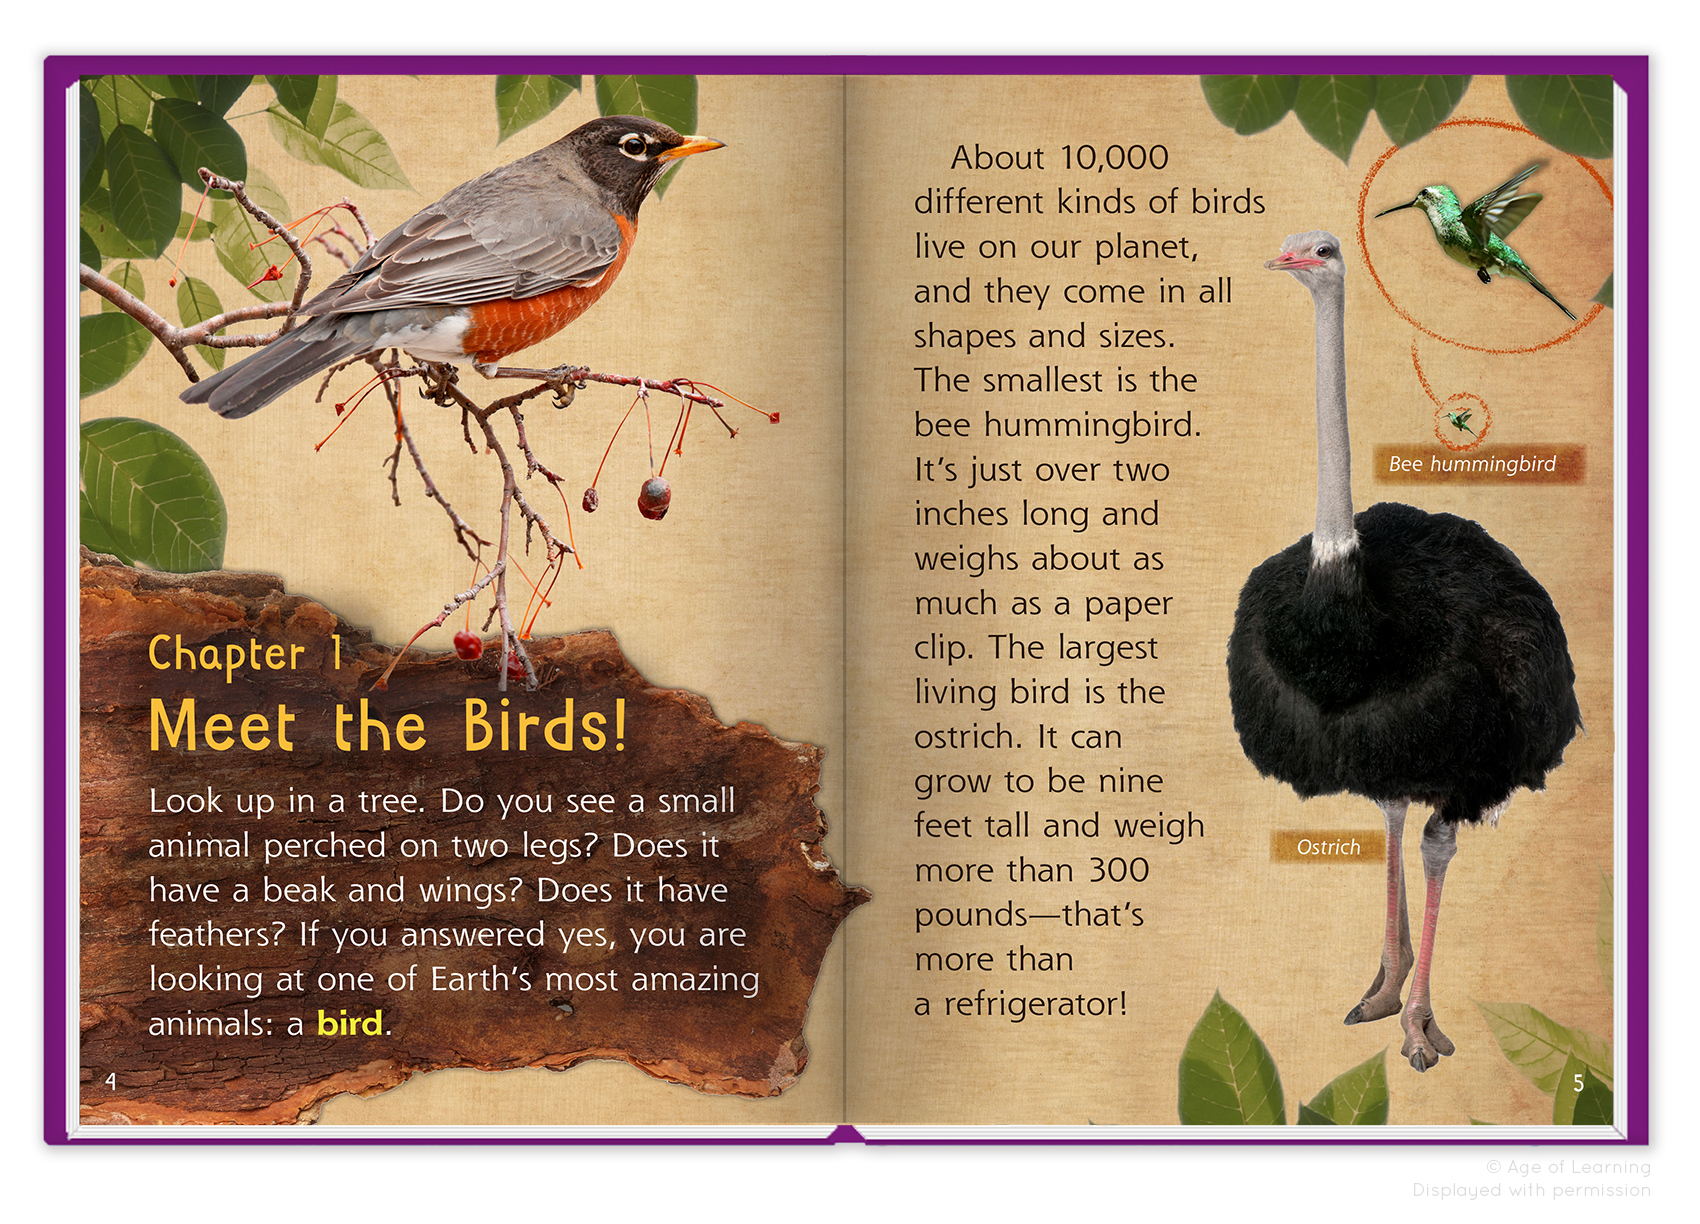 Chapter 1
Meet the Birds!
Look up in a tree. Do you see a small
animal perched on two legs? Does it
have a beak and wings? Does it have
feathers? If you answered yes, you are
looking at one of Earth’s most amazing
animals: a bird.
4
About 10,000
different kinds of birds
live on our planet,
and they come in all
shapes and sizes.
The smallest is the
bee hummingbird.
It’s just over two
inches long and
weighs about as
much as a paper
clip. The largest
living bird is the
ostrich. It can
grow to be nine
feet tall and weigh
more than 300
pounds—that’s
more than
a refrigerator!
Bee hummingbird
Ostrich
5
© Age of Learning
Displayed with permission